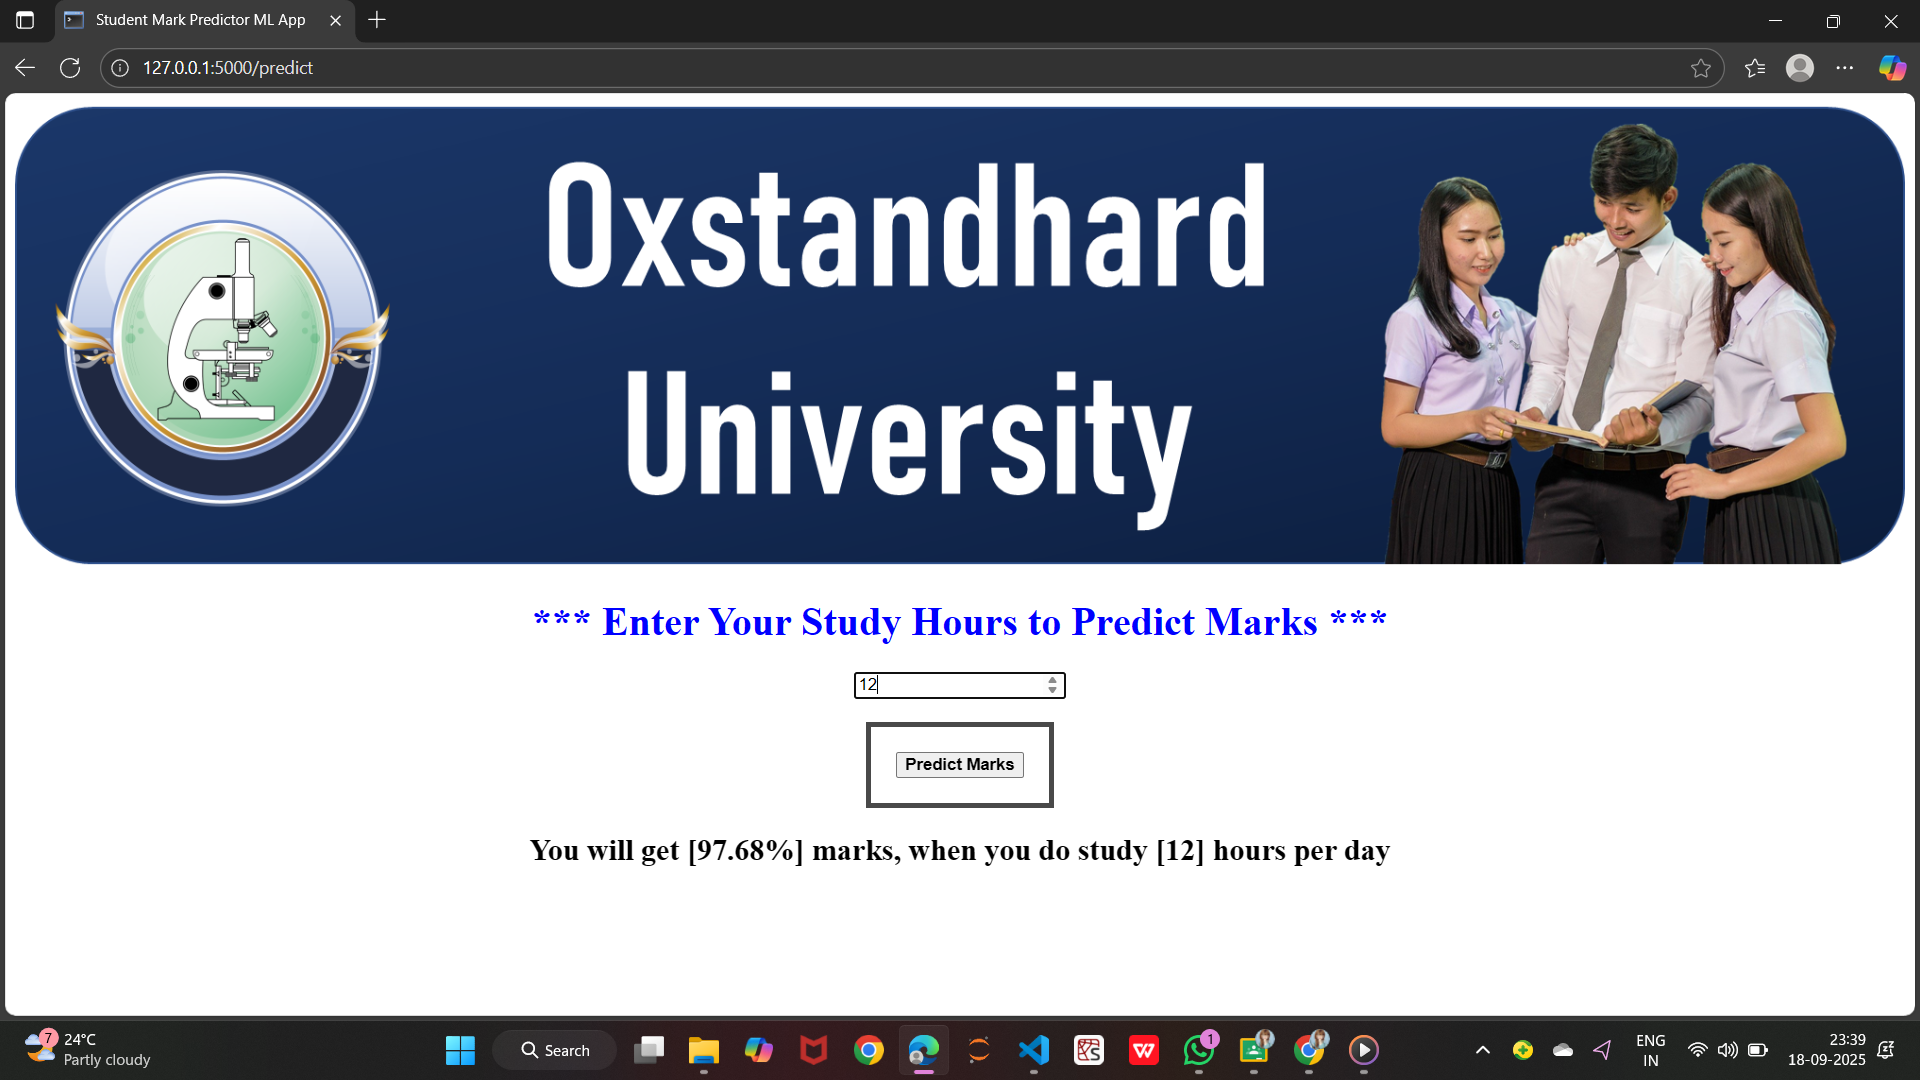 Student Mark Predictor ML App
127.0.0.1:5000/predict
Oxstandhard
University
*** Enter Your Study Hours to Predict Marks ***
12
Predict Marks
You will get [97.68%] marks, when you do study [12] hours per day
7
24°C
Partly cloudy
Search
1
ENG
IN
23:39
18-09-2025